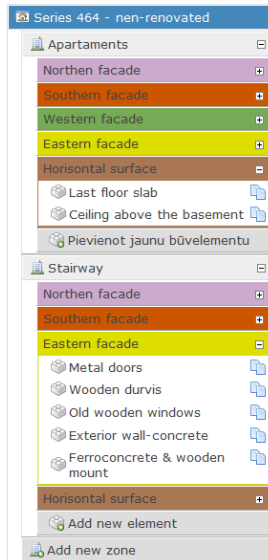 Series 464 - nen-renovated
Apartaments
Northen facade
Southern facade
Western facade
Eastern facade
Horisontal surface
Last floor slab
Ceiling above the basement
Pievienot jaunu būvelementu
Stairway
Northen facade
Southern facade
Eastern facade
Metal doors
Wooden durvis
Old wooden windows
Exterior wall-concrete
Ferroconcrete & wooden
mount
Horisontal surface
Add new element
Add new zone